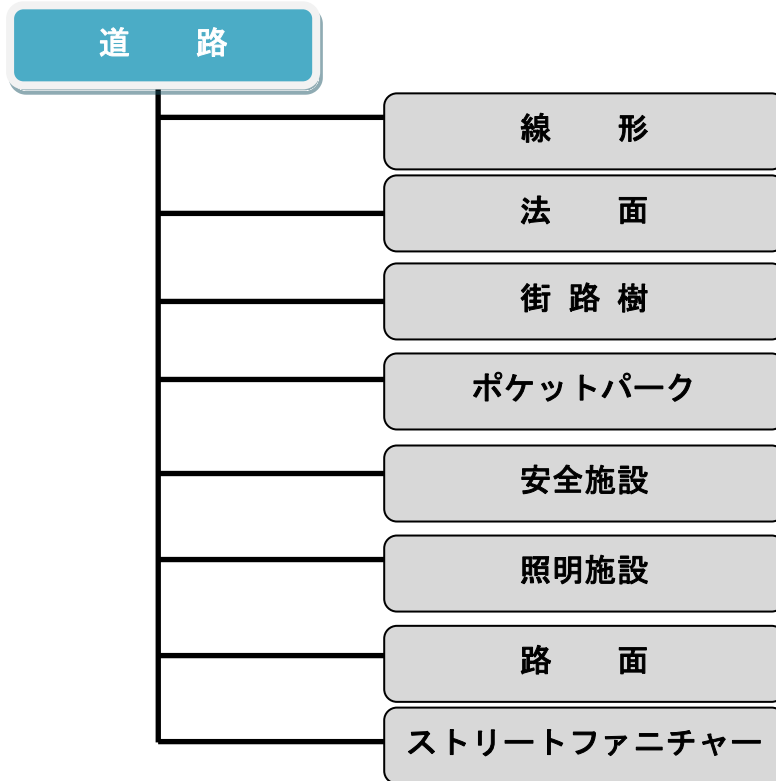 道　　路
線　　形
法　　面
街 路 樹
ポケットパーク
安全施設
照明施設
路　　面
ストリートファニチャー